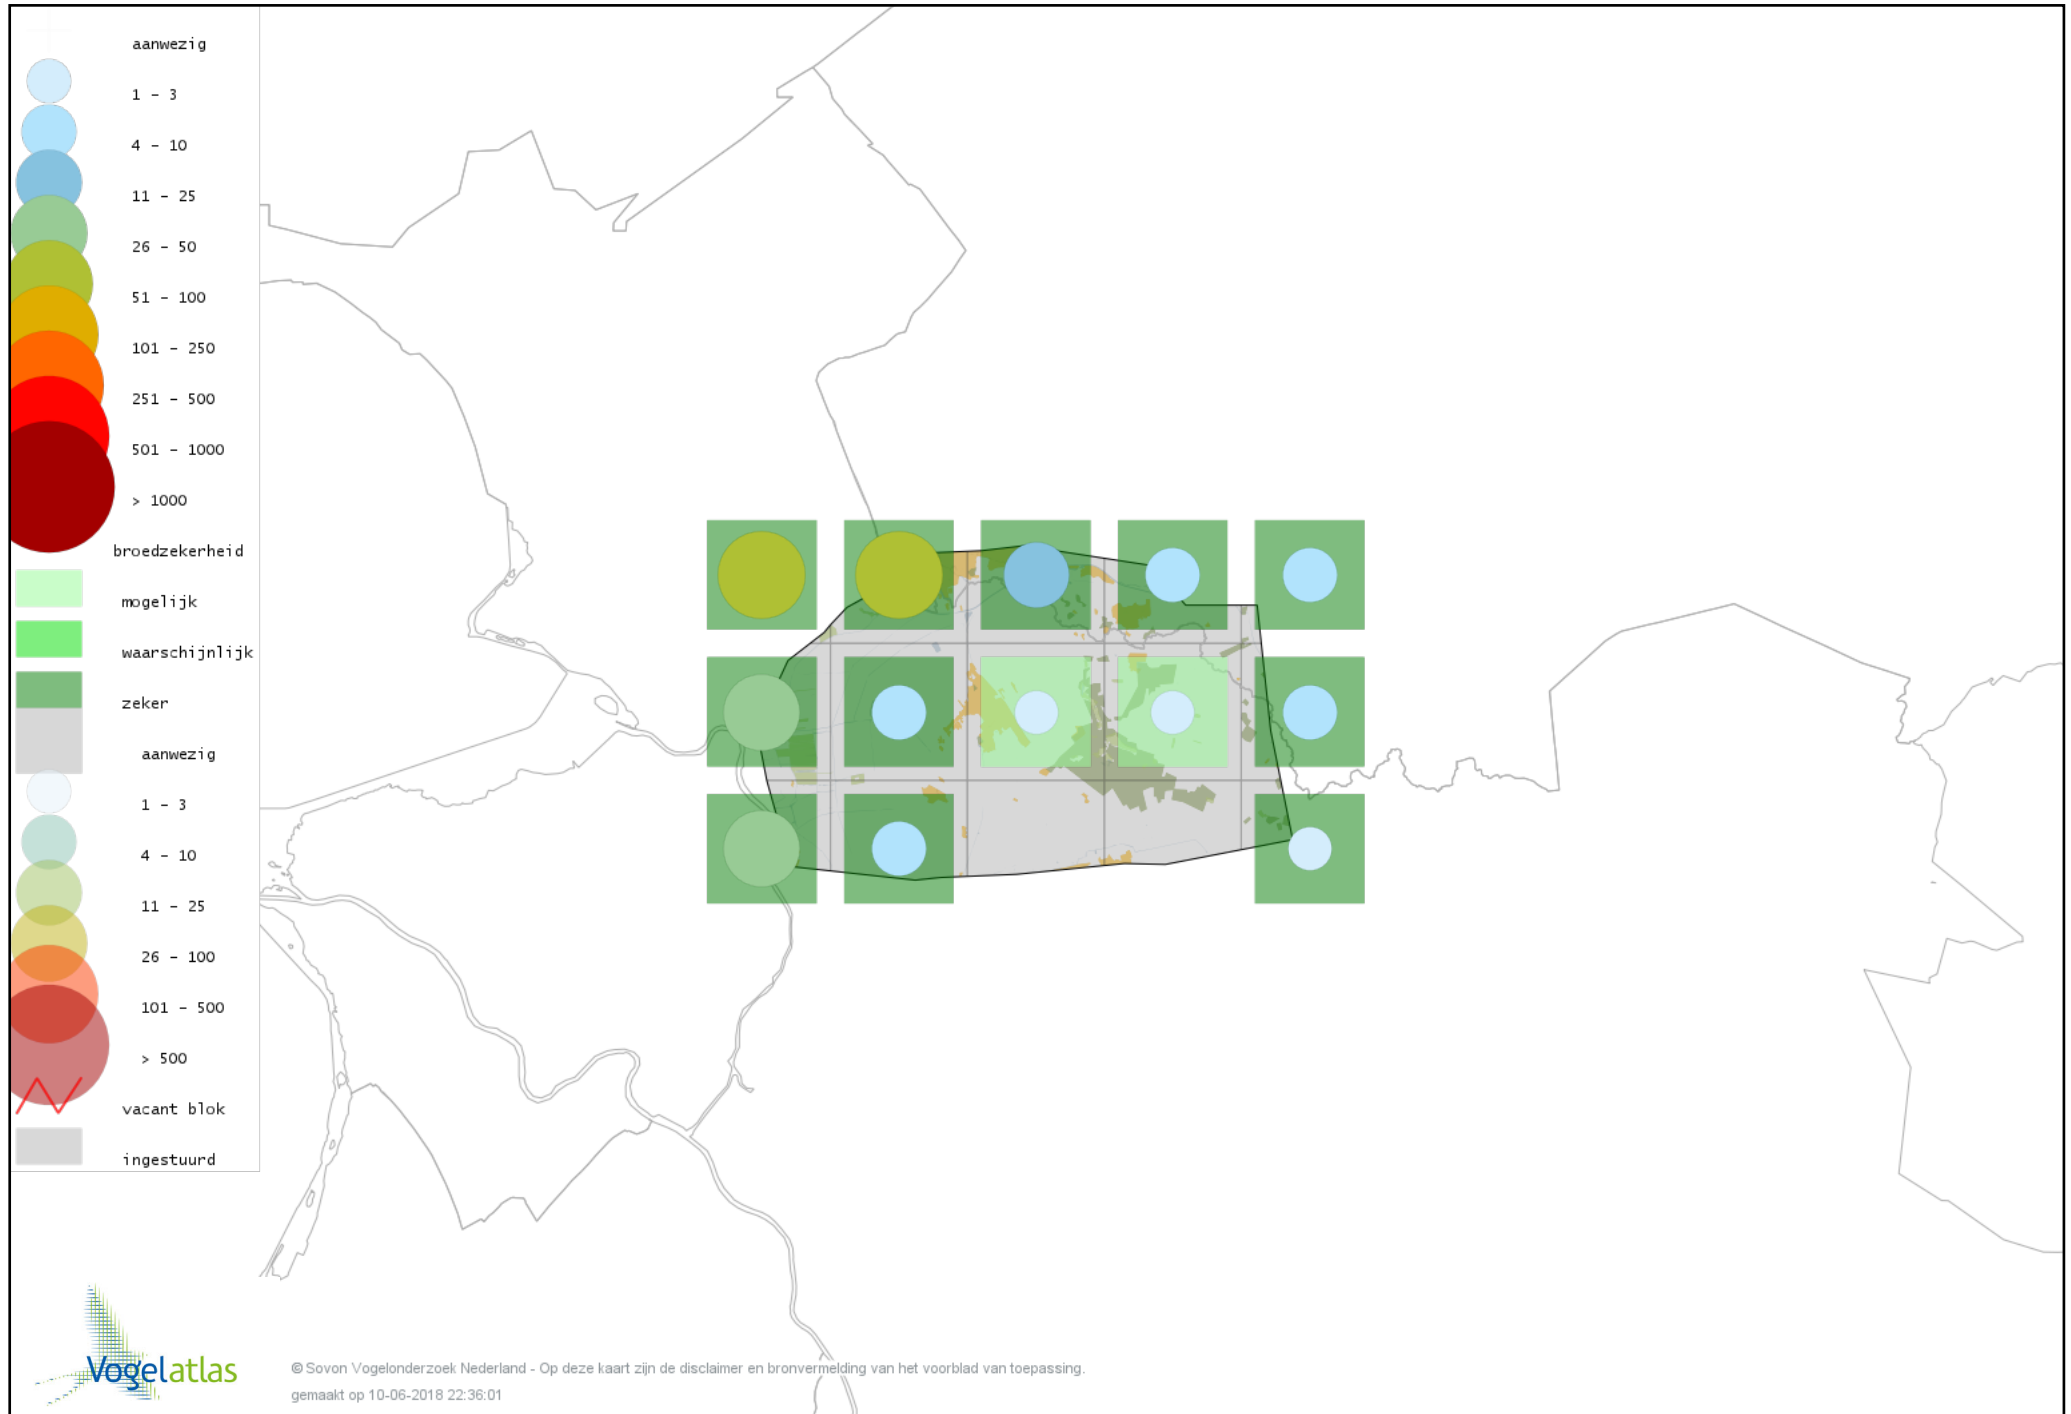 aanwezig
1 - 3
4 - 10
11 - 25
26 - 50
51 - 100
101 - 250
251 - 500
501 - 1000
> 1000
broedzekerheid
mogelijk
waarschijnlijk
zeker
aanwezig
1 - 3
4 - 10
11 - 25
26 - 100
101 - 500
> 500
vacant blok
ingestuurd
Vogelatlas
© Sovon Vogelonderzoek Nederland - Op deze kaart zijn de disclaimer en bronvermelding van het voorblad van toepassing.
gemaakt op 10-06-2018 22:36:01